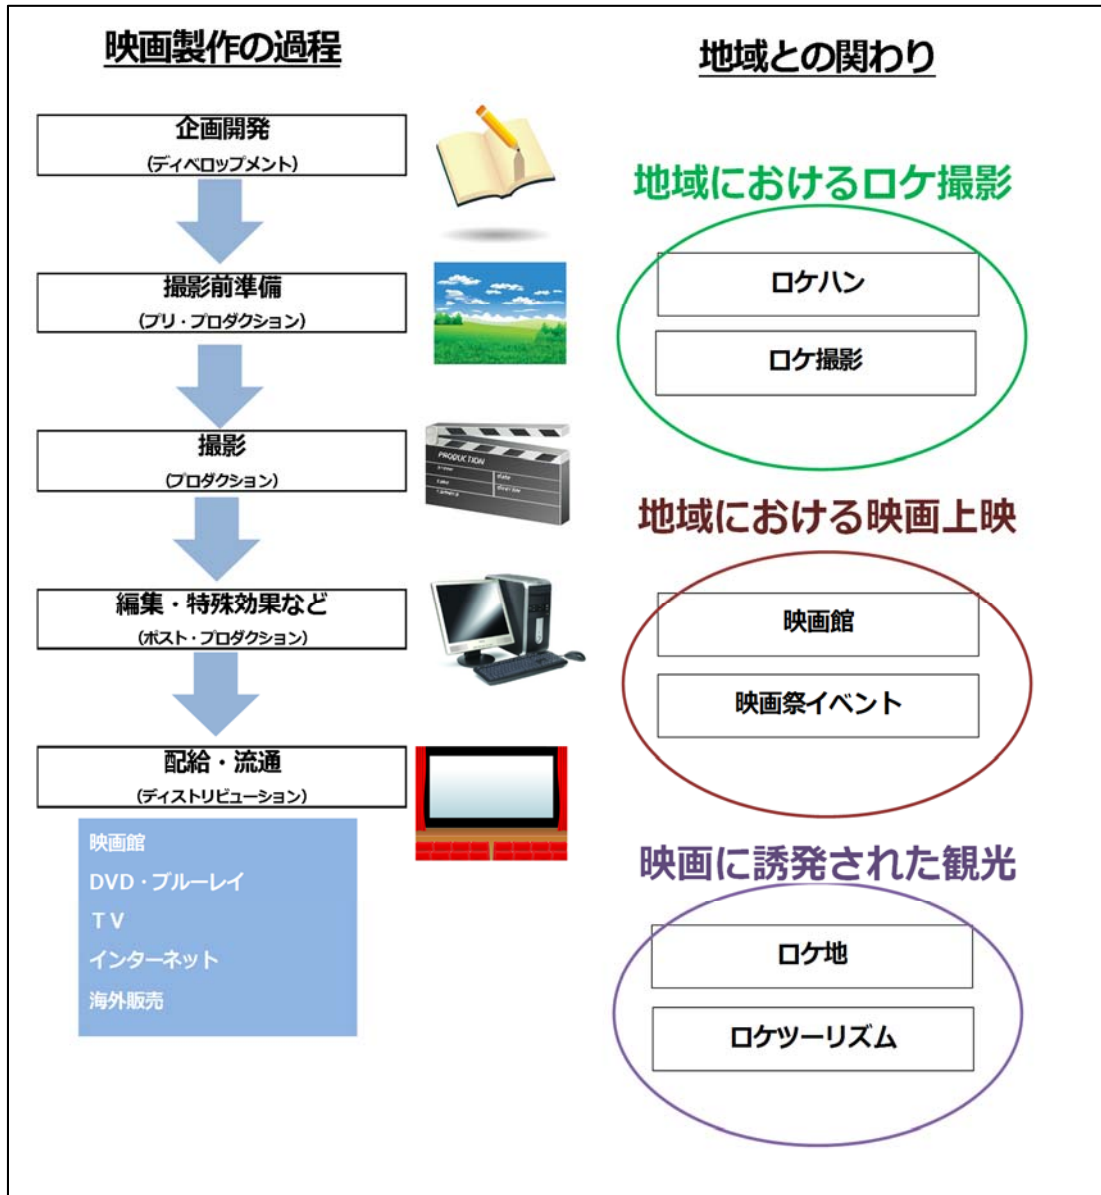 映画製作の過程
企画開発
(ディベロップメント)
撮影前準備
(プリ・プロダクション)
撮影
(プロダクション)
編集・特殊効果など
(ポスト・プロダクション)
配給・流通
(ディストリビューション)
映画館
DVD・ブルーレイ
TV
インターネット
海外販売
PRODUCTION
地域との関わり
地域におけるロケ撮影
ロケハン
ロケ撮影
地域における映画上映
映画館
映画祭イベント
映画に誘発された観光
ロケ地
ロケツーリズム